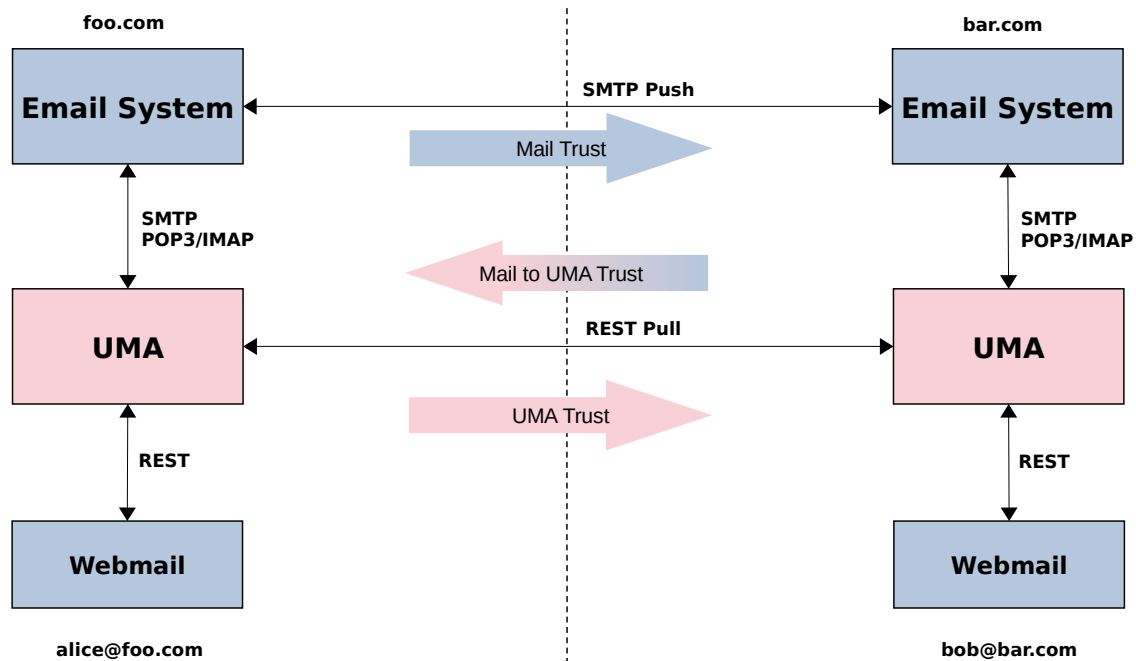 foo.com
bar.com
Email System
SMTP Push
Email System
Mail Trust
SMTP
POP3/IMAP
SMTP
POP3/IMAP
Mail to UMA Trust
UMA
REST Pull
UMA
UMA Trust
REST
REST
Webmail
Webmail
alice@foo.com
bob@bar.com